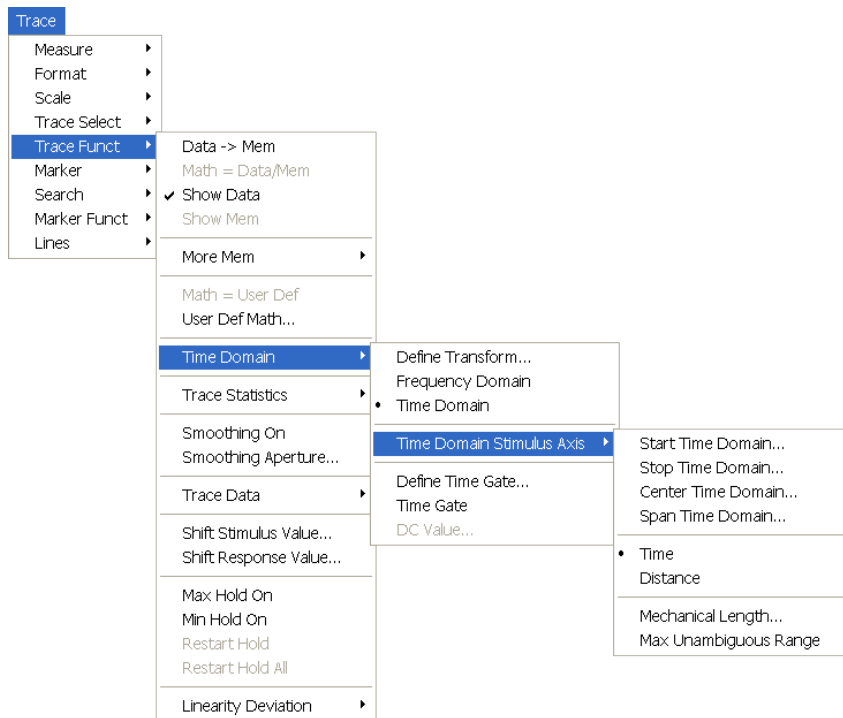 Trace
Measure
Format
Scale
Trace Select
Trace Funct
Marker
Search
Marker Funct
Lines
Data -> Mem
Math = Data/Mem
Show Data
Show Mem
More Mem
Math = User Def
User Def Math...
Time Domain
Trace Statistics
Smoothing On
Smoothing Aperture...
Trace Data
Shift Stimulus Value...
Shift Response Value...
Max Hold On
Min Hold On
Restart Hold
Restart Hold All
Linearity Deviation
Define Transform...
Frequency Domain
Time Domain
Time Domain Stimulus Axis
Define Time Gate...
Time Gate
DC Value...
Start Time Domain...
Stop Time Domain...
Center Time Domain...
Span Time Domain...
Time
Distance
Mechanical Length...
Max Unambiguous Range